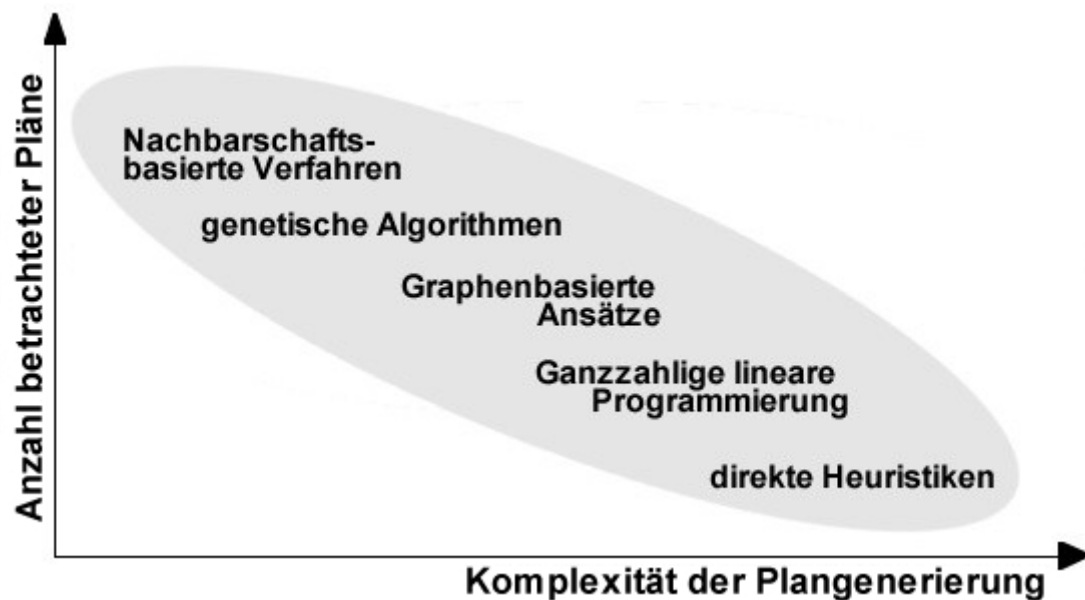 Anzahl betrachteter Pläne
Nachbarschafts-
basierte Verfahren
genetische Algorithmen
Graphenbasierte
Ansätze
Ganzzahlige lineare
Programmierung
direkte Heuristiken
Komplexität der Plangenerierung